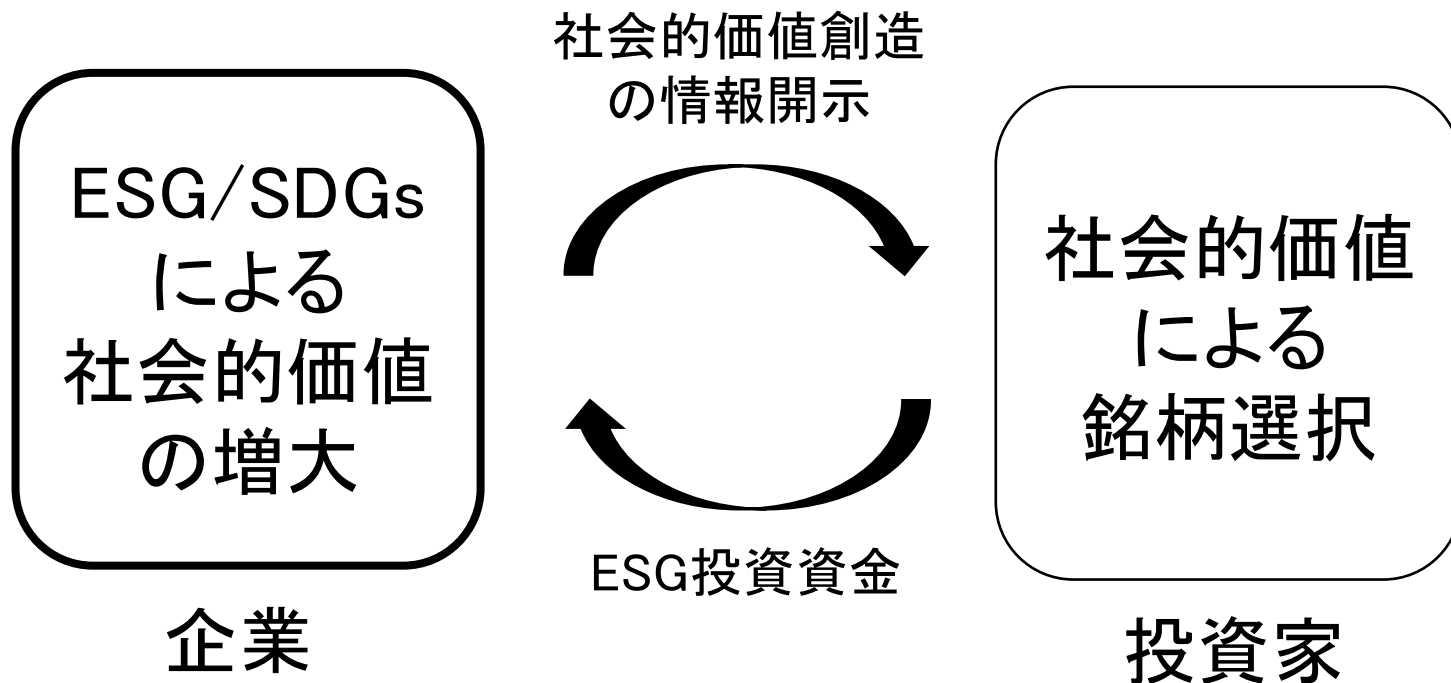 社会的価値創造
の情報開示
ESG/SDGs
による
社会的価値
の増大
社会的価値
による
銘柄選択
ESG投資資金
企業
投資家